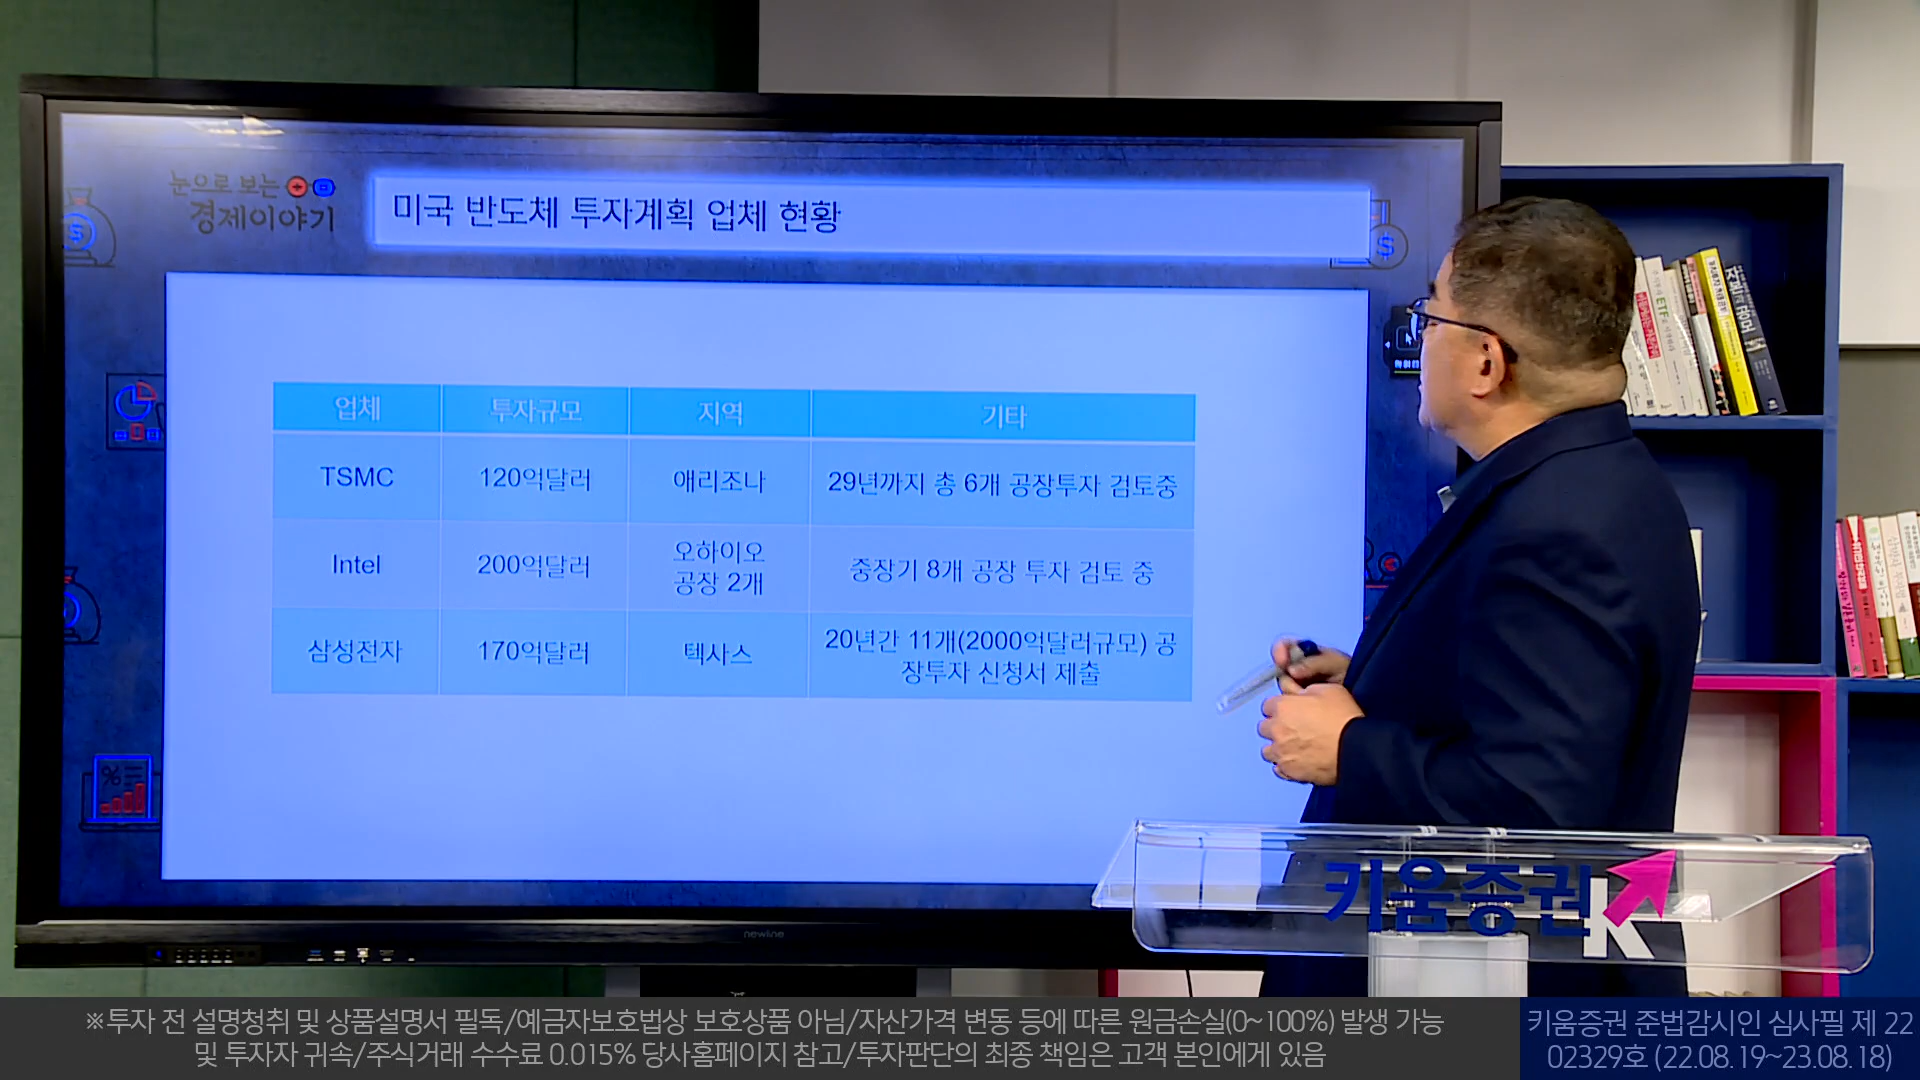 눈으로 보는
경제이야기
미국 반도체 투자계획 업체 현황
업체 투자규모 지역 기타
TSMC 120억달러 애리조나 29년까지 총 6개 공장투자 검토중
Intel 200억달러 오하이오
공장 2개 중장기 8개 공장 투자 검토 중
삼성전자 170억달러 텍사스 20년간 11개(2000억달러규모) 공
장투자 신청서 제출
newline
ETF
키움증권
K
※투자 전 설명청취 및 상품설명서 필독/예금자보호법상 보호상품 아님/자산가격 변동 등에 따른 원금손실(0~100%) 발생 가능
및 투자자 귀속/주식거래 수수료 0.015% 당사홈페이지 참고/투자판단의 최종 책임은 고객 본인에게 있음
키움증권 준법감시인 심사필 제 22
02329호 (22.08.19~23.08.18)